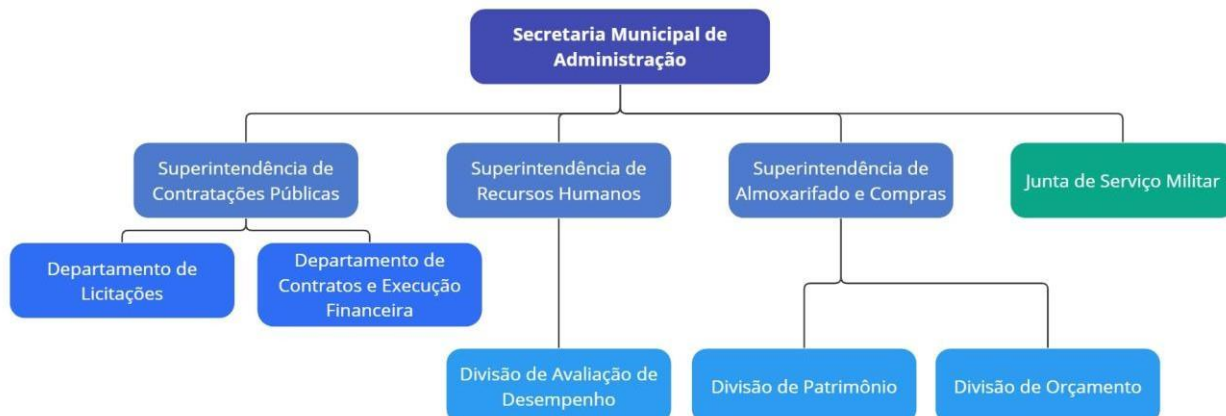 Secretaria Municipal de
Administração
Superintendência de
Contratações Públicas
Superintendência de
Recursos Humanos
Superintendência de
Almoxarifado e Compras
Junta de Serviço Militar
Departamento de
Licitações
Departamento de
Contratos e Execução
Financeira
Divisão de Avaliação de
Desempenho
Divisão de Patrimônio
Divisão de Orçamento